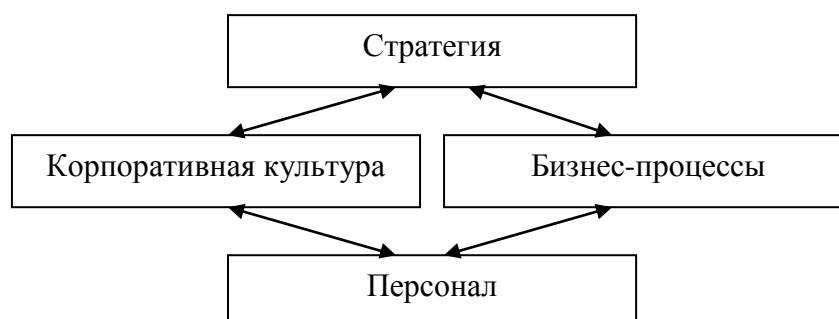 Стратегия
Корпоративная культура
Бизнес-процессы
Персонал